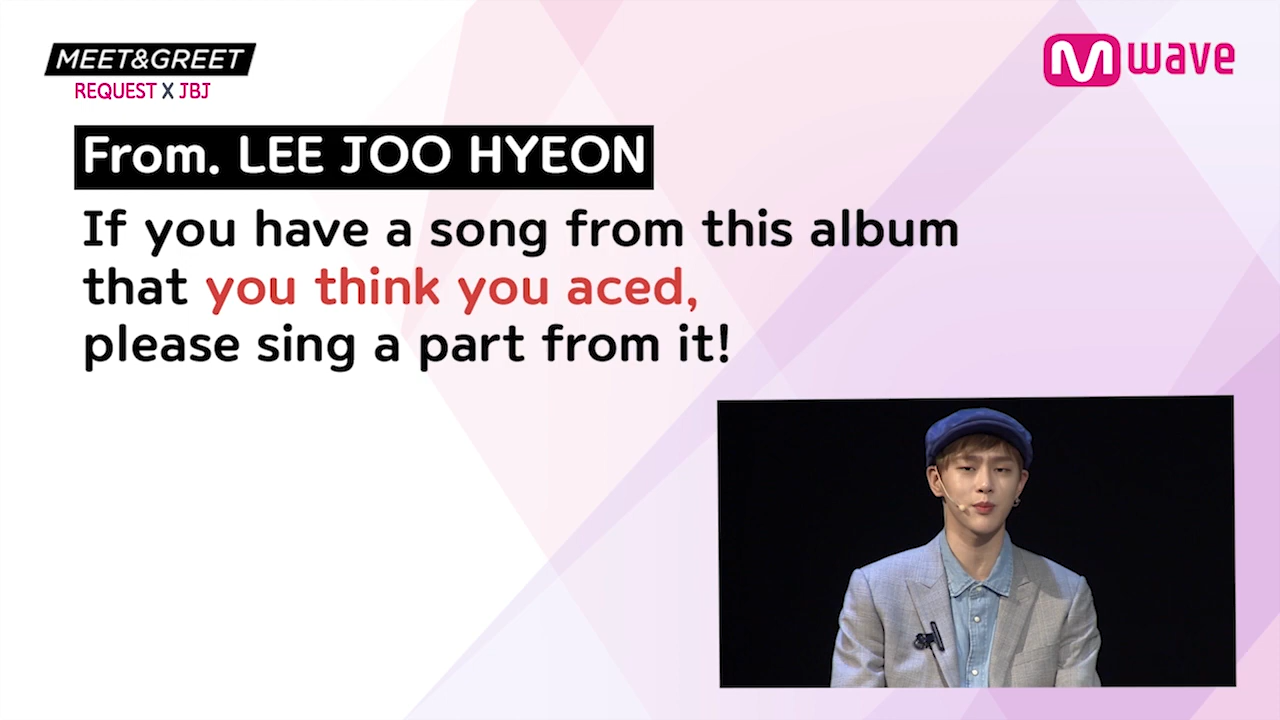 MEET&GREET
REQUEST X JBJ
M wave
From. LEE JOO HYEON
If you have a song from this album
that you think you aced,
please sing a part from it!